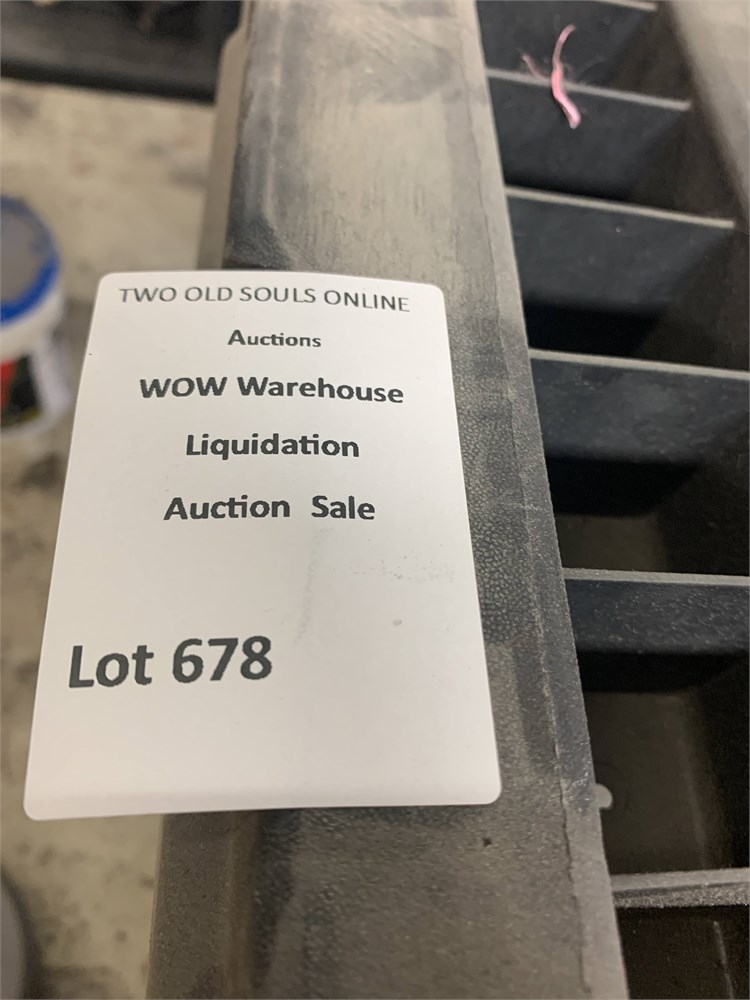 TWO OLD SOULS ONLINE
Auctions
WOW Warehouse
Liquidation
Auction Sale
Lot 678